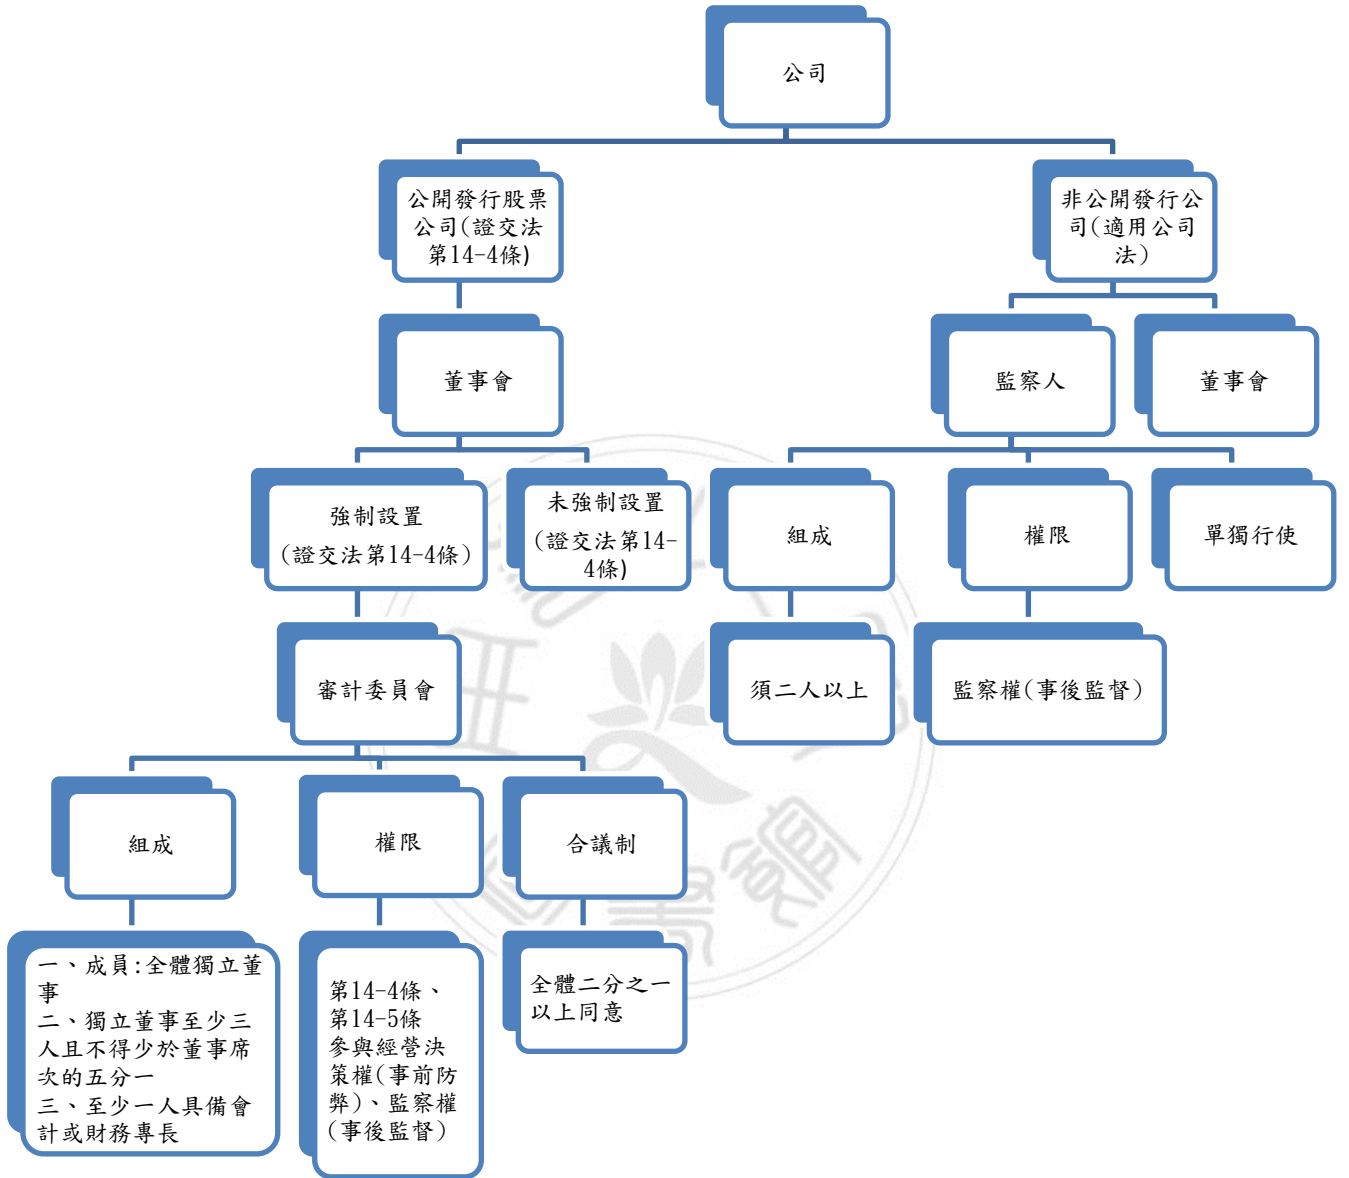 公司
公開發行股票
公司(證交法
第14-4條)
非公開發行公
司(適用公司
法)
董事會
監察人
董事會
強制設置
(證交法第14-4條)
未強制設置
(證交法第14-
4條)
組成
權限
單獨行使
審計委員會
須二人以上
監察權(事後監督)
組成
權限
合議制
一、成員:全體獨立董
事
二、獨立董事至少三
人且不得少於董事席
次的五分一
三、至少一人具備會
計或財務專長
第14-4條、
第14-5條
參與經營決
策權(事前防
弊)、監察權
(事後監督)
全體二分之一
以上同意